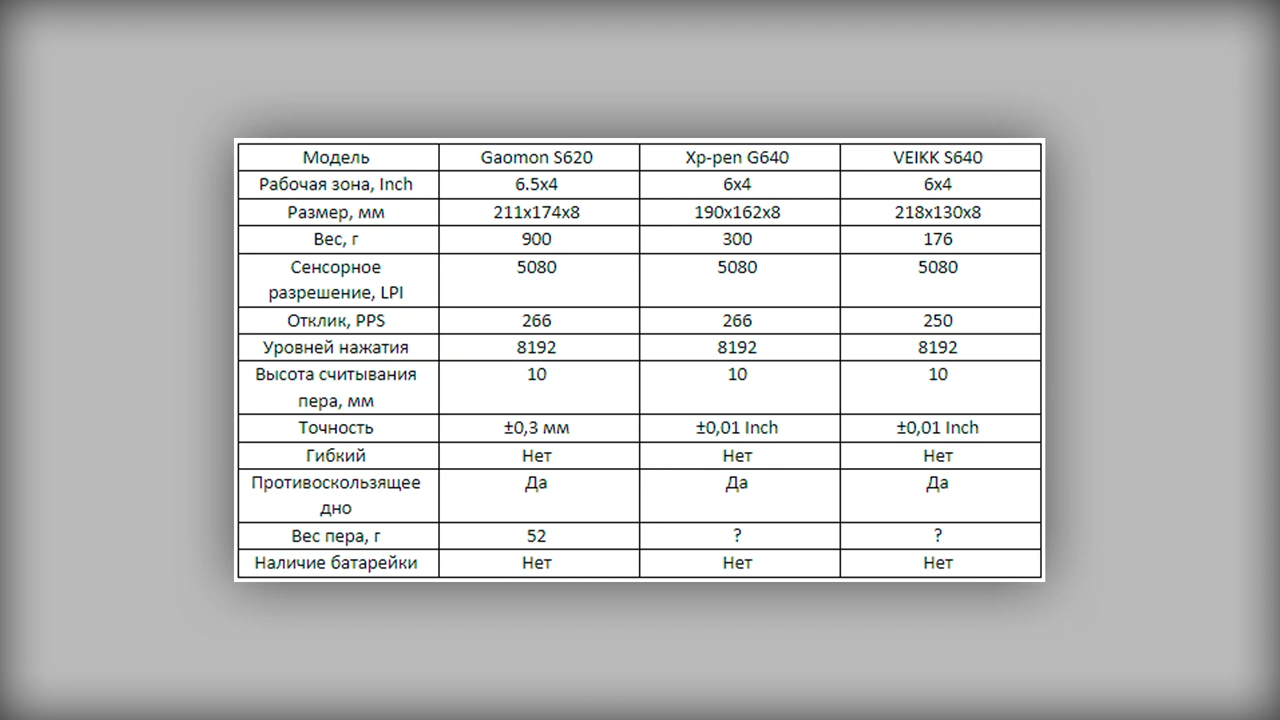 Модель Gaomon S620 Xp-pen G640 VEIKK S640
Рабочая зона, Inch 6.5x4 6x4 6x4
Размер, мм 211x174x8 190x162x8 218x130x8
Вес, г 900 300 176
Сенсорное 5080 5080 5080
разрешение, LPI
Отклик, PPS 266 266 250
Уровней нажатия 8192 8192 8192
Высота считывания 10 10 10
пера, мм
Точность ±0,3 мм ±0,01 Inch ±0,01 Inch
Гибкий Нет Нет Нет
Противоскользящее Да Да Да
дно
Вес пера, г 52 ? ?
Наличие батарейки Нет Нет Нет